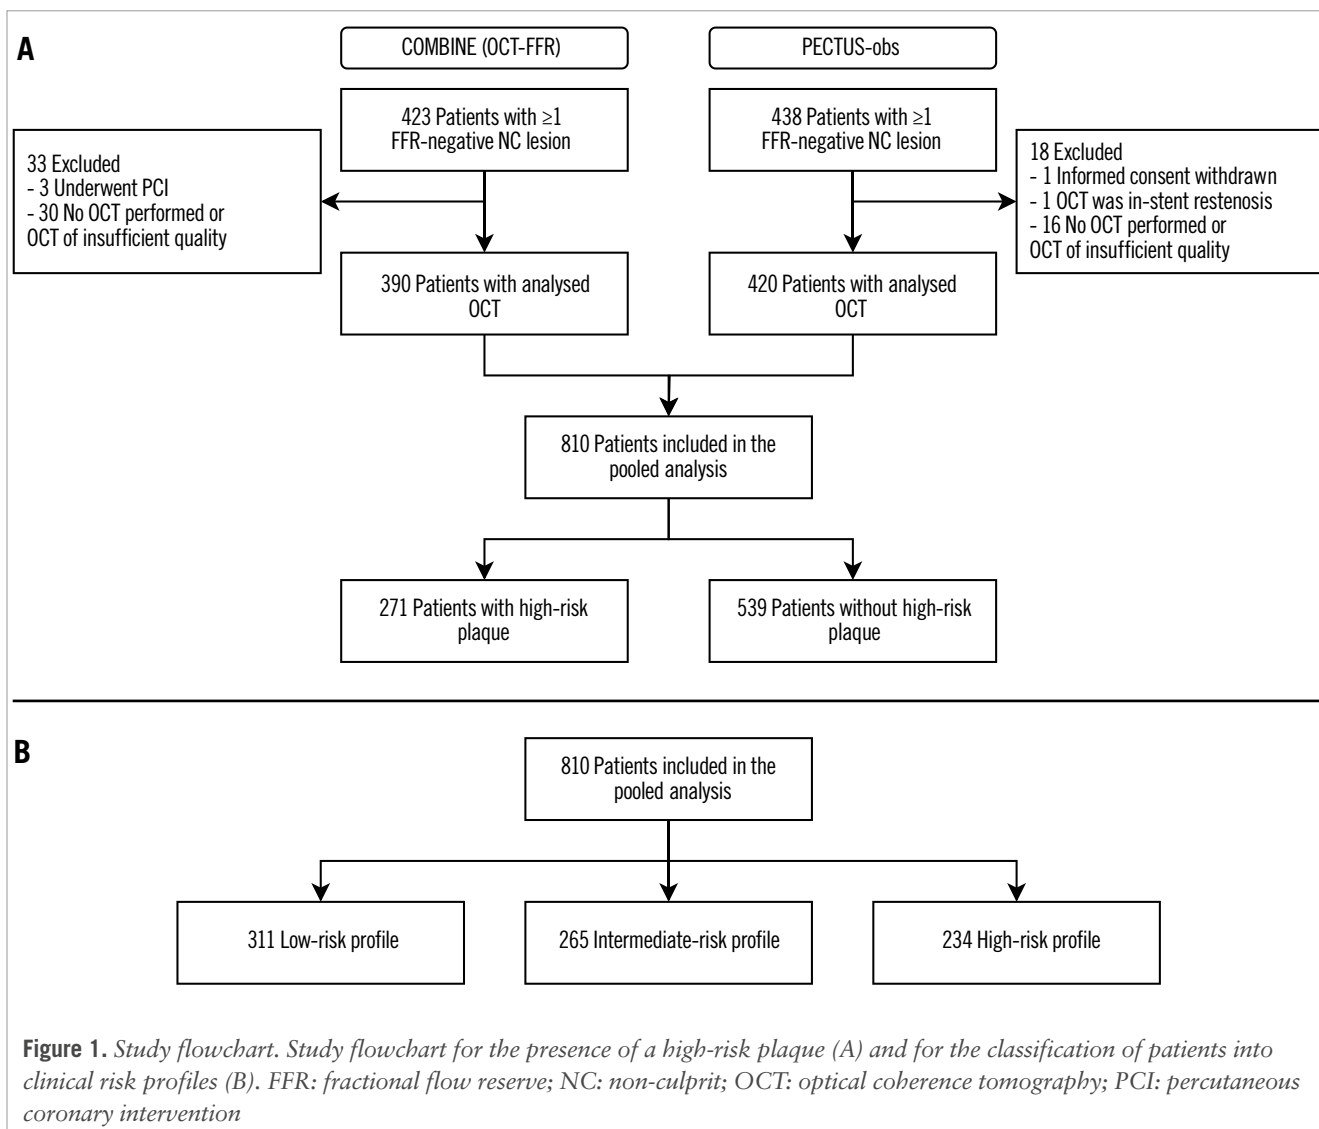 A
COMBINE (OCT-FFR)
PECTUS-obs
423 Patients with ≥1
FFR-negative NC lesion
438 Patients with ≥1
FFR-negative NC lesion
33 Excluded
- 3 Underwent PCI
- 30 No OCT performed or
OCT of insufficient quality
18 Excluded
- 1 Informed consent withdrawn
- 1 OCT was in-stent restenosis
- 16 No OCT performed or
OCT of insufficient quality
390 Patients with analysed
OCT
420 Patients with analysed
OCT
810 Patients included in the
pooled analysis
271 Patients with high-risk
plaque
539 Patients without high-risk
plaque
B
810 Patients included in the
pooled analysis
311 Low-risk profile
265 Intermediate-risk profile
234 High-risk profile
Figure 1. Study flowchart. Study flowchart for the presence of a high-risk plaque (A) and for the classification of patients into
clinical risk profiles (B). FFR: fractional flow reserve; NC: non-culprit; OCT: optical coherence tomography; PCI: percutaneous
coronary intervention